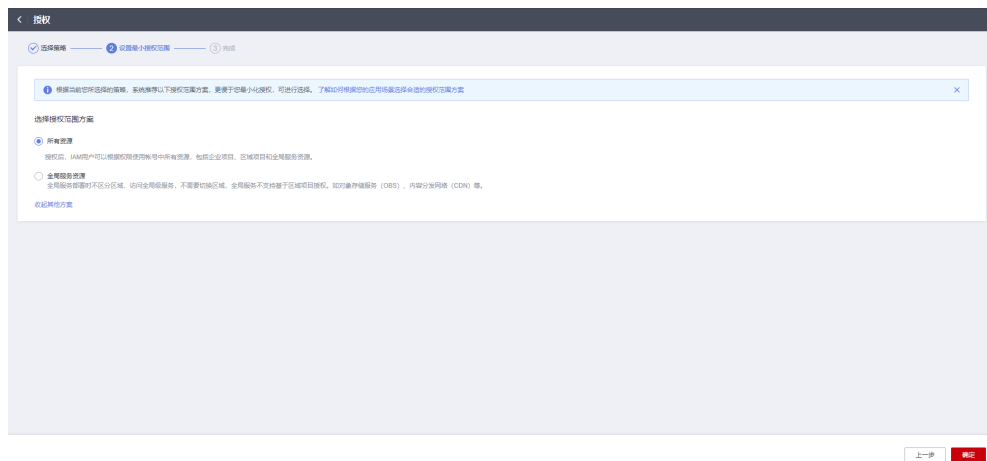 授权
选择策略
2 设置最小授权范围
3 完成
根据当前您所选择的策略，系统推荐以下授权范围方案，更便于您最小化授权，可进行选择。了解如何根据您的应用场景选择合适的授权范围方案
选择授权范围方案
所有资源
授权后，IAM用户可以根据权限使用帐号中所有资源，包括企业项目、区域项目和全局服务资源。
全局服务资源
全局服务部署时不区分区域，访问全局级服务，不需要切换区域，全局服务不支持基于区域项目授权。如对象存储服务（OBS）、内容分发网络（CDN）等。
收起其他方案
上一步
确定